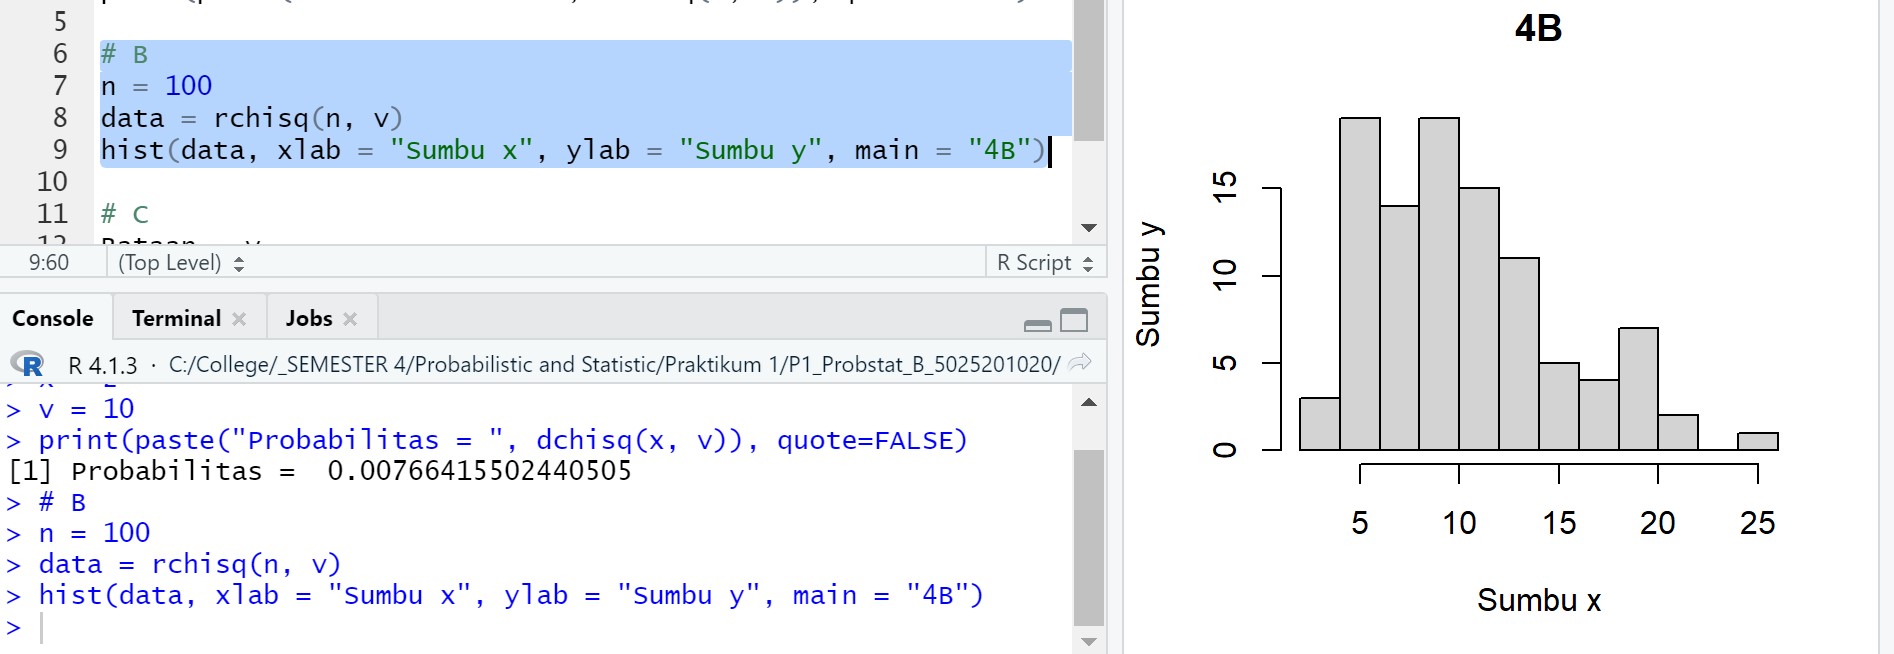 5
6 # B
7 n = 100
8 data = rchisq(n, v)
9 hist(data, xlab = "Sumbu x", ylab = "Sumbu y", main = "4B")
10
11 # C
9:60 (Top Level) R Script
Console Terminal Jobs
R 4.1.3 · C:/College/_SEMESTER 4/Probabilistic and Statistic/Praktikum 1/P1_Probstat_B_5025201020/
> v = 10
> print(paste("Probabilitas = ", dchisq(x, v)), quote=FALSE)
[1] Probabilitas =  0.00766415502440505
> # B
> n = 100
> data = rchisq(n, v)
> hist(data, xlab = "Sumbu x", ylab = "Sumbu y", main = "4B")
>
4B
Sumbu y
15
10
5
0
5 10 15 20 25
Sumbu x